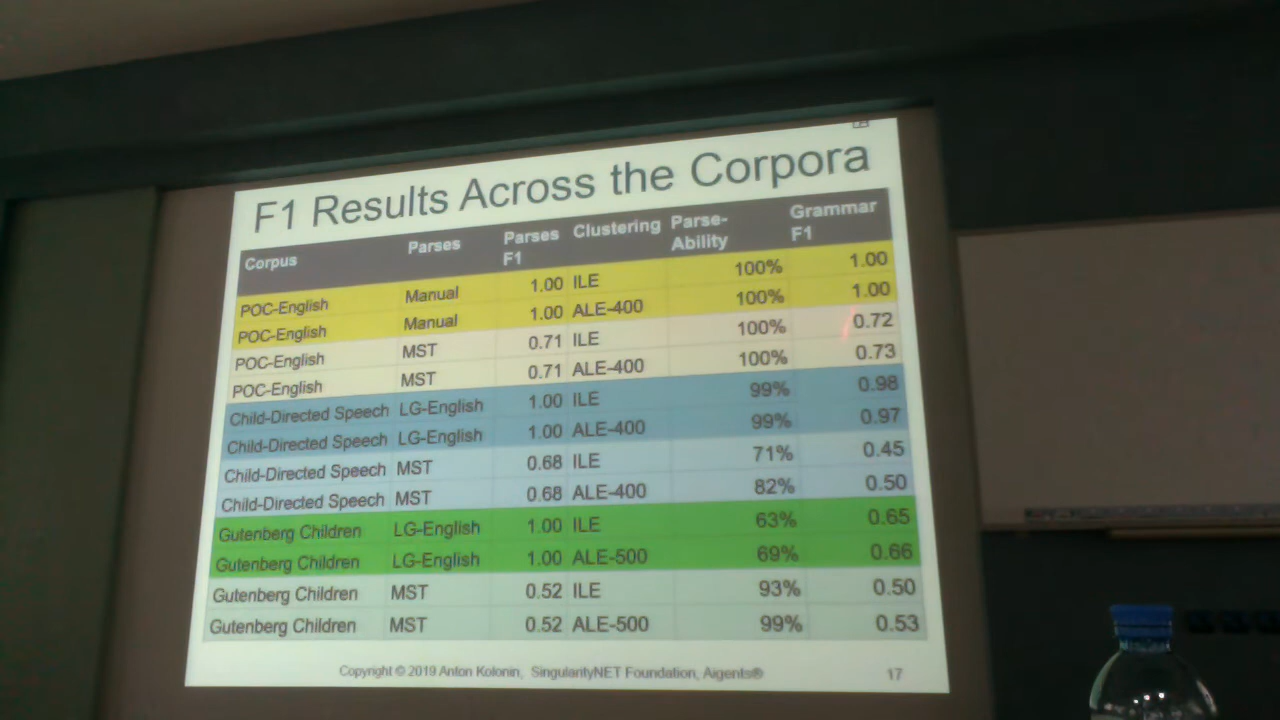 F1 Results Across the Corpora
Corpus Parses Parses F1 Clustering Parse-Ability Grammar F1
POC-English Manual 1.00 ILE 100% 1.00
POC-English Manual 1.00 ALE-400 100% 1.00
POC-English MST 0.71 ILE 100% 0.72
POC-English MST 0.71 ALE-400 100% 0.73
Child-Directed Speech LG-English 1.00 ILE 99% 0.98
Child-Directed Speech LG-English 1.00 ALE-400 99% 0.97
Child-Directed Speech MST 0.68 ILE 71% 0.45
Child-Directed Speech MST 0.68 ALE-400 82% 0.50
Gutenberg Children LG-English 1.00 ILE 63% 0.65
Gutenberg Children LG-English 1.00 ALE-500 69% 0.66
Gutenberg Children MST 0.52 ILE 93% 0.50
Gutenberg Children MST 0.52 ALE-500 99% 0.53
Copyright © 2019 Anton Kolonin, SingularityNET Foundation, Aigents® 17